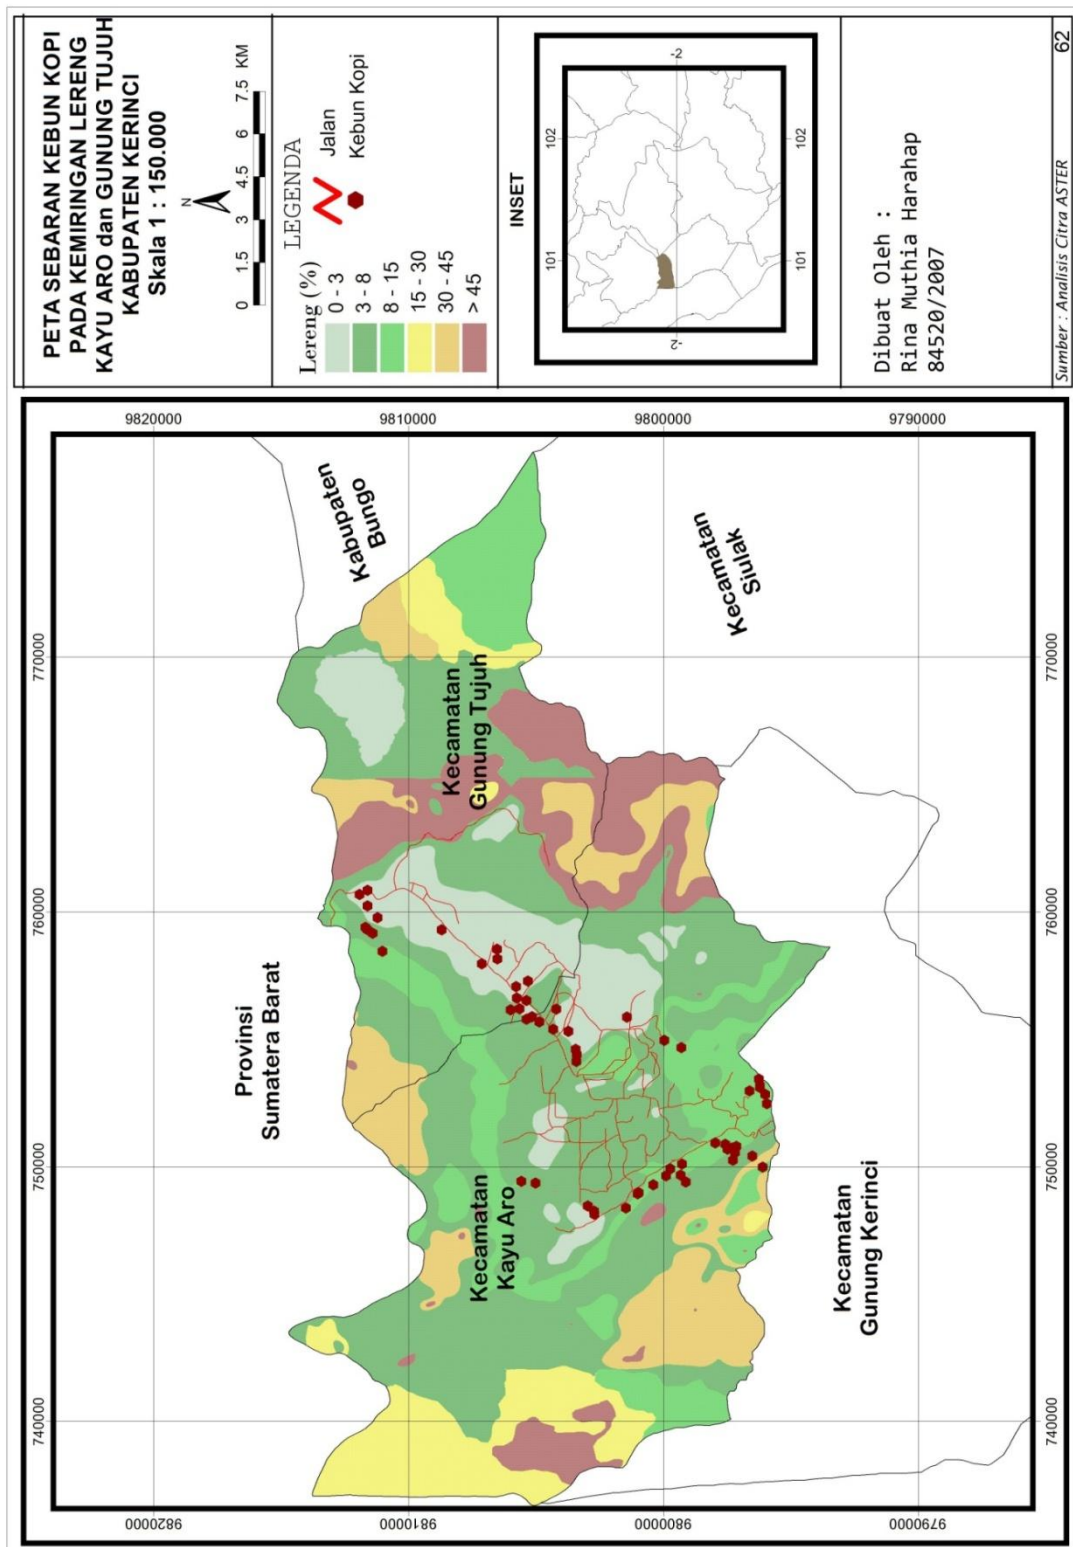 PETA SEBARAN KEBUN KOPI
PADA KEMIRINGAN LERENG
KAYU ARO dan GUNUNG TUJUH
KABUPATEN KERINCI
Skala 1 : 150.000
N
0 1.5 3 4.5 6 7.5 KM
LEGENDA
Lereng (%)
0 - 3
3 - 8
8 - 15
15 - 30
30 - 45
> 45
Jalan
Kebun Kopi
INSET
101 102
-2 -2
101 102
Dibuat Oleh :
Rina Muthia Harahap
84520/2007
Sumber : Analisis Citra ASTER 62
740000 750000 760000 770000
9820000
9810000
9800000
9790000
9820000
9810000
9800000
9790000
740000 750000 760000 770000
Provinsi
Sumatera Barat
Kabupaten
Bungo
Kecamatan
Gunung Tujuh
Kecamatan
Kayu Aro
Kecamatan
Siulak
Kecamatan
Gunung Kerinci